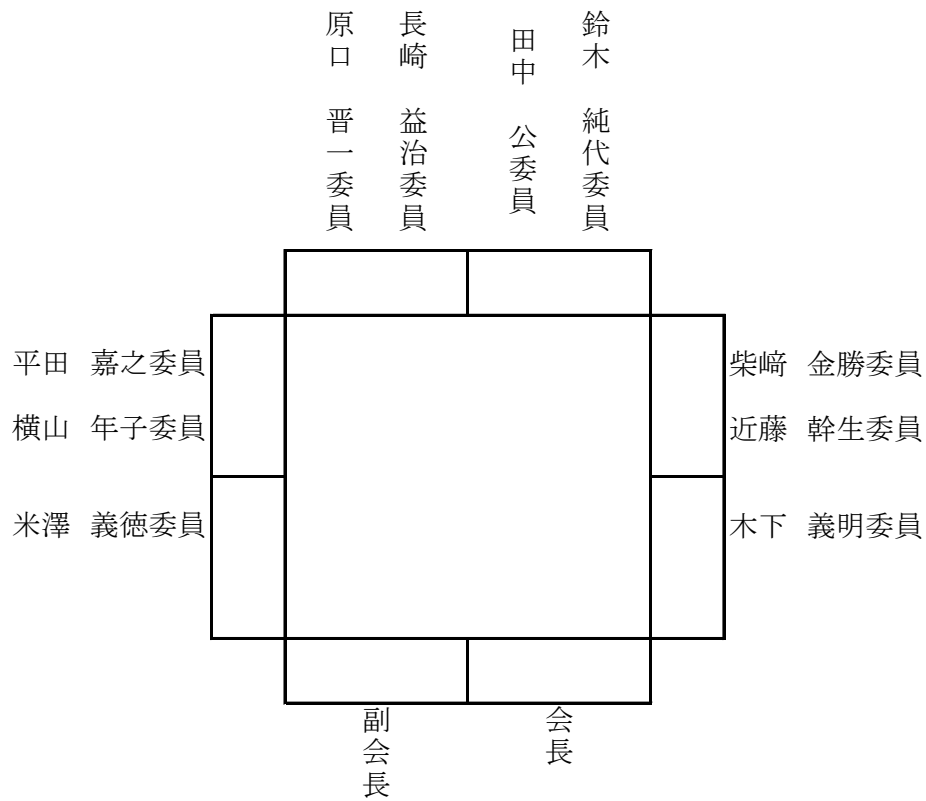 鈴木　純代委員
田中　公委員
長崎　益治委員
原口　晋一委員
平田　嘉之委員
横山　年子委員
米澤　義徳委員
柴﨑　金勝委員
近藤　幹生委員
木下　義明委員
会長
副会長